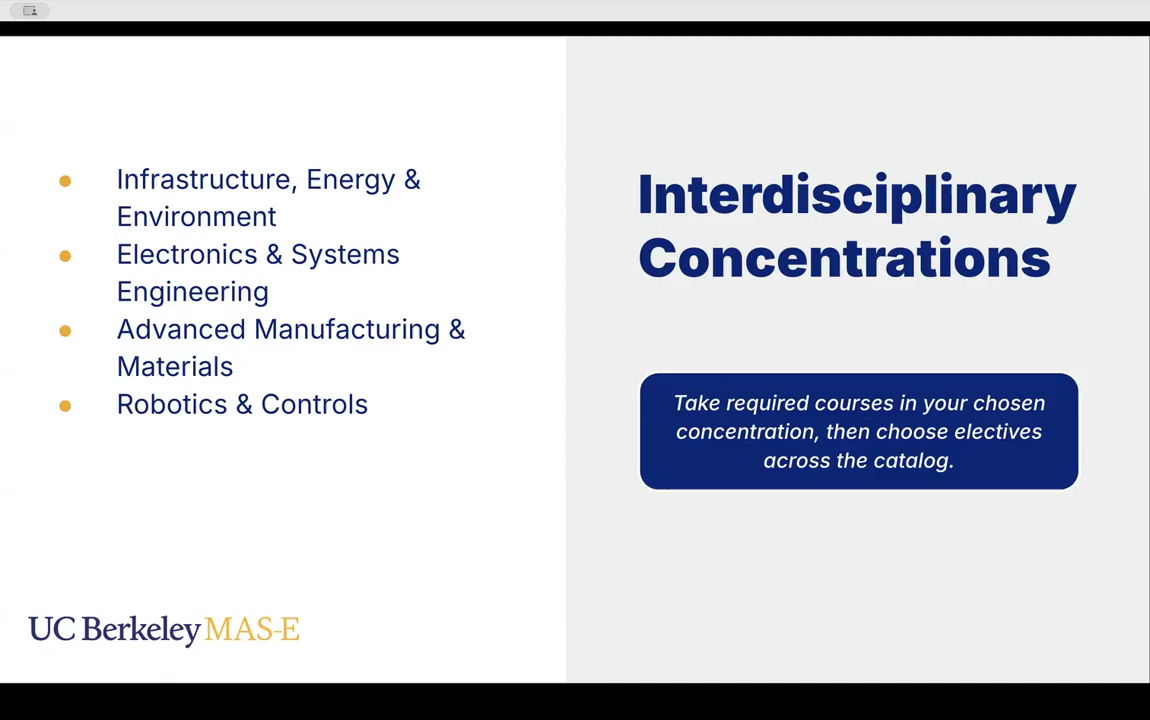 Infrastructure, Energy &
Environment
Electronics & Systems
Engineering
Advanced Manufacturing &
Materials
Robotics & Controls
UC Berkeley MAS-E
Interdisciplinary
Concentrations
Take required courses in your chosen
concentration, then choose electives
across the catalog.